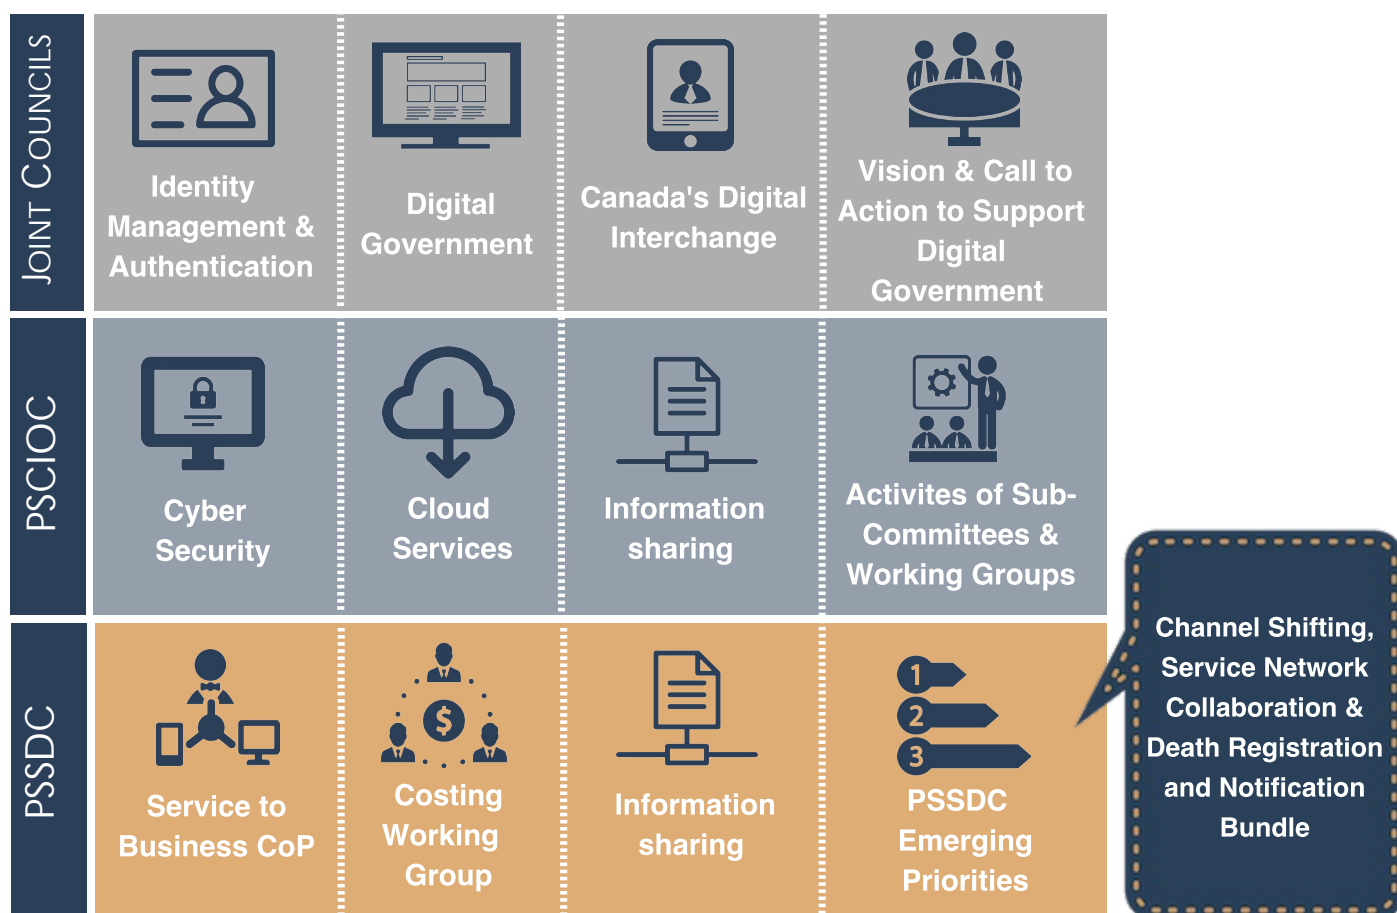 JOINT COUNCILS
Identity
Management &
Authentication
Digital
Government
Canada's Digital
Interchange
Vision & Call to
Action to Support
Digital
Government
PSCIOC
Cyber
Security
Cloud
Services
Information
sharing
Activites of Sub-
Committees &
Working Groups
PSSDC
Service to
Business CoP
$
Costing
Working
Group
Information
sharing
1
2
3
PSSDC
Emerging
Priorities
Channel Shifting,
Service Network
Collaboration &
Death Registration
and Notification
Bundle